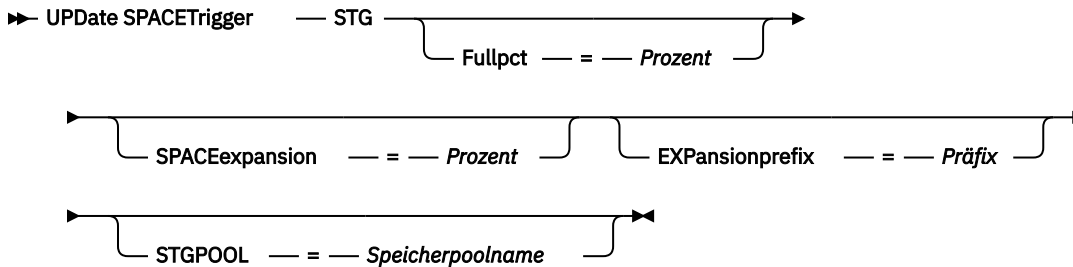 UPDate SPACETrigger STG
Fullpct = Prozent
SPACEexpansion = Prozent EXPansionprefix = Präfix
STGPOOL = Speicherpoolname